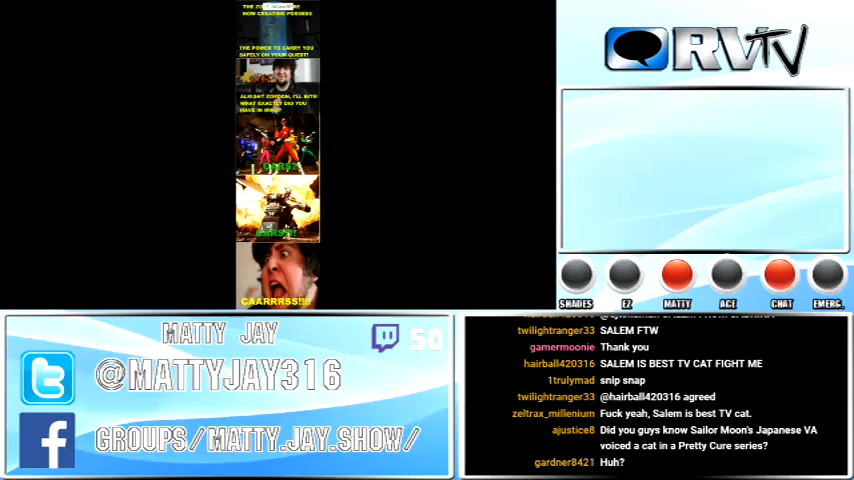 NOW CREATING POSSESS
THE POWER TO CARRY YOU
SAFELY ON YOUR QUEST!
ALRIGHT ZORDON, I'LL BITE!
WHAT EXACTLY DID YOU
HAVE IN MIND?
CARS?
CARS!!!
CAARRRSS!!!!
RVTV
SHADES
EZ
MATTY
ACE
CHAT
EMERG.
MATTY JAY
50
@MATTYJAY316
GROUPS/MATTY.JAY.SHOW/
twilightranger33 SALEM FTW
gamermoonie Thank you
hairball420316 SALEM IS BEST TV CAT FIGHT ME
1trulymad snip snap
twilightranger33 @hairball420316 agreed
zeltrax_millenium Fuck yeah, Salem is best TV cat.
ajustice8 Did you guys know Sailor Moon's Japanese VA
voiced a cat in a Pretty Cure series?
gardner8421 Huh?